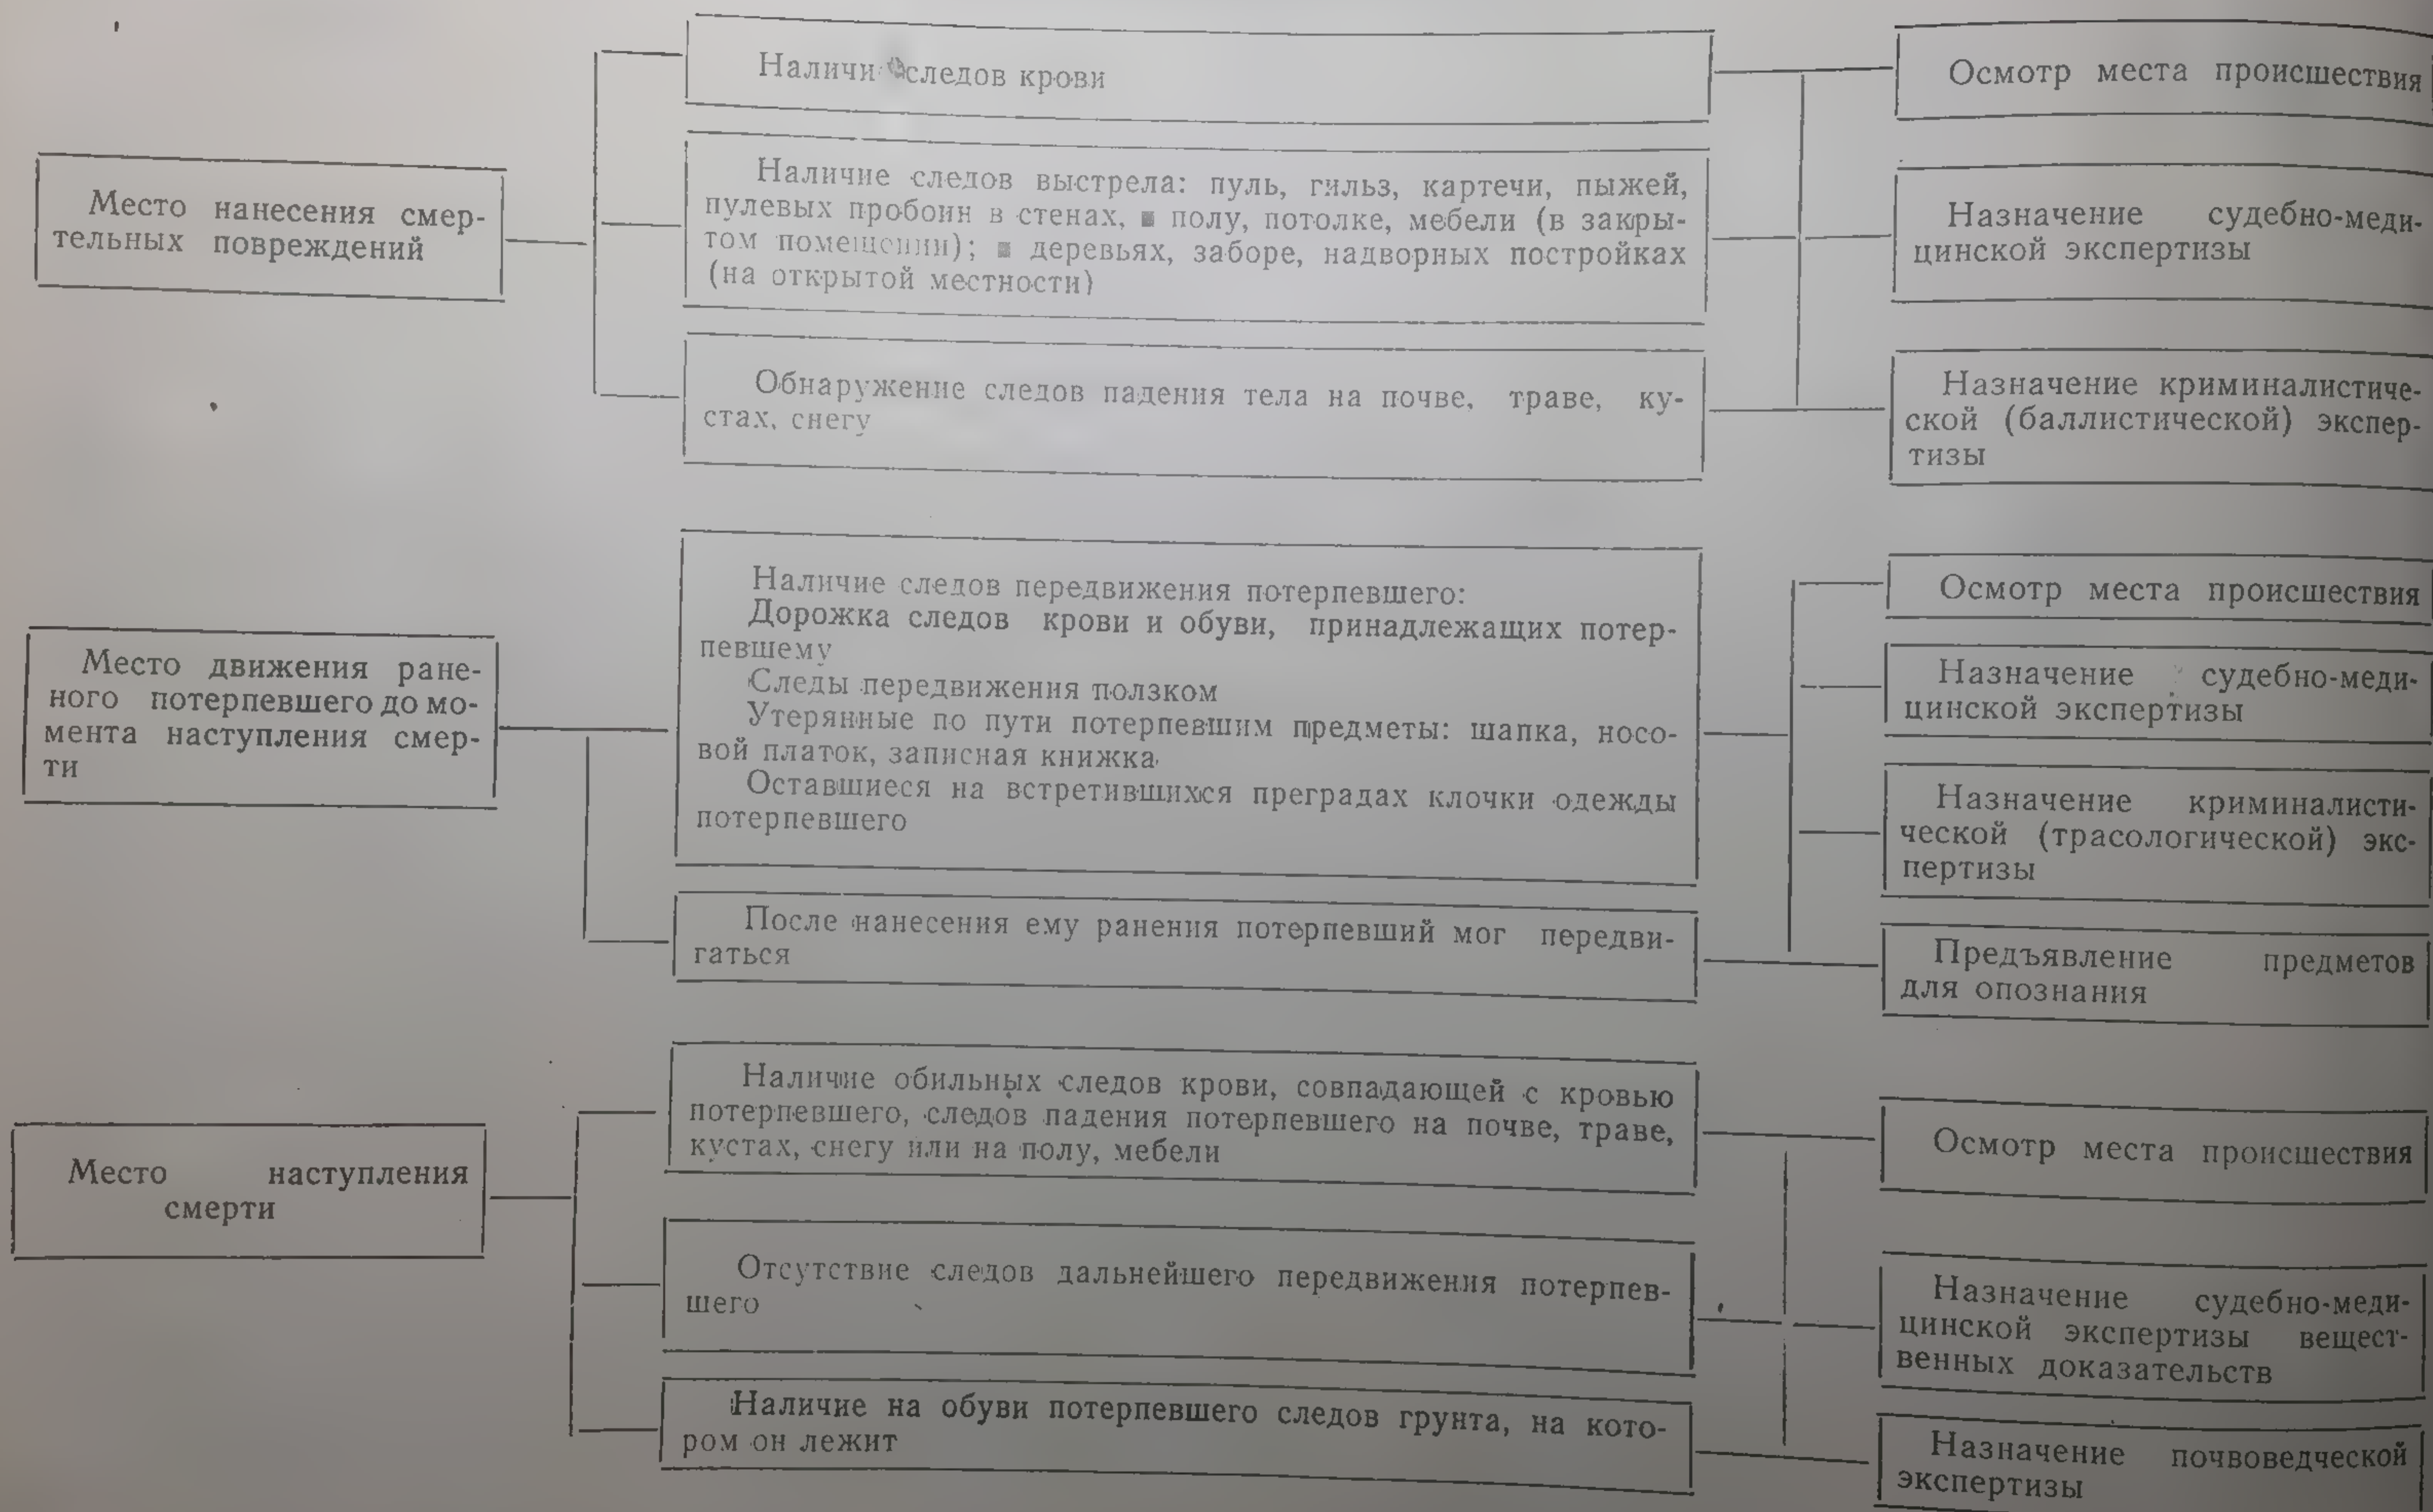 Место нанесения смер-
тельных повреждений
Наличи следов крови
Наличие следов выстрела: пуль, гильз, картечи, пыжей,
пулевых пробоин в стенах, полу, потолке, мебели (в закры-
том помещении); деревьях, заборе, надворных постройках
(на открытой местности)
Обнаружение следов падения тела на почве, траве, ку-
стах, снегу
Осмотр места происшествия
Назначение судебно-меди-
цинской экспертизы
Назначение криминалистиче-
ской (баллистической) экспер-
тизы
Место движения ране-
ного потерпевшего до мо-
мента наступления смер-
ти
Наличие следов передвижения потерпевшего:
Дорожка следов крови и обуви, принадлежащих потер-
певшему
Следы передвижения ползком
Утерянные по пути потерпевшим предметы: шапка, носо-
вой платок, записная книжка
Оставшиеся на встретившихся преградах клочки одежды
потерпевшего
После нанесения ему ранения потерпевший мог передви-
гаться
Осмотр места происшествия
Назначение судебно-меди-
цинской экспертизы
Назначение криминалисти-
ческой (трасологической) экс-
пертизы
Предъявление предметов
для опознания
Место наступления
смерти
Наличие обильных следов крови, совпадающей с кровью
потерпевшего, следов падения потерпевшего на почве, траве,
кустах, снегу или на полу, мебели
Отсутствие следов дальнейшего передвижения потерпев-
шего
Наличие на обуви потерпевшего следов грунта, на кото-
ром он лежит
Осмотр места происшествия
Назначение судебно-меди-
цинской экспертизы вещест-
венных доказательств
Назначение почвоведческой
экспертизы